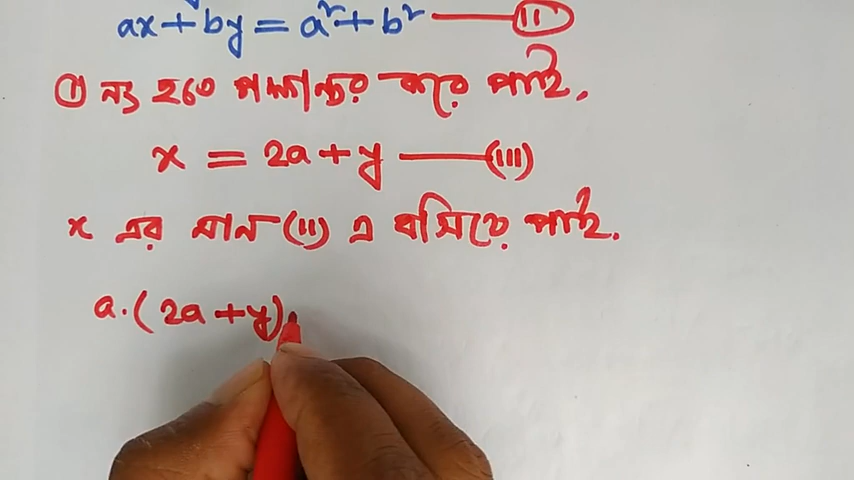 ax + by = a² + b² —— (II)
(I) নং হতে পক্ষান্তর করে পাই,
x = 2a + y —— (III)
x এর মান (II) এ বসিয়ে পাই,
a. (2a + y)